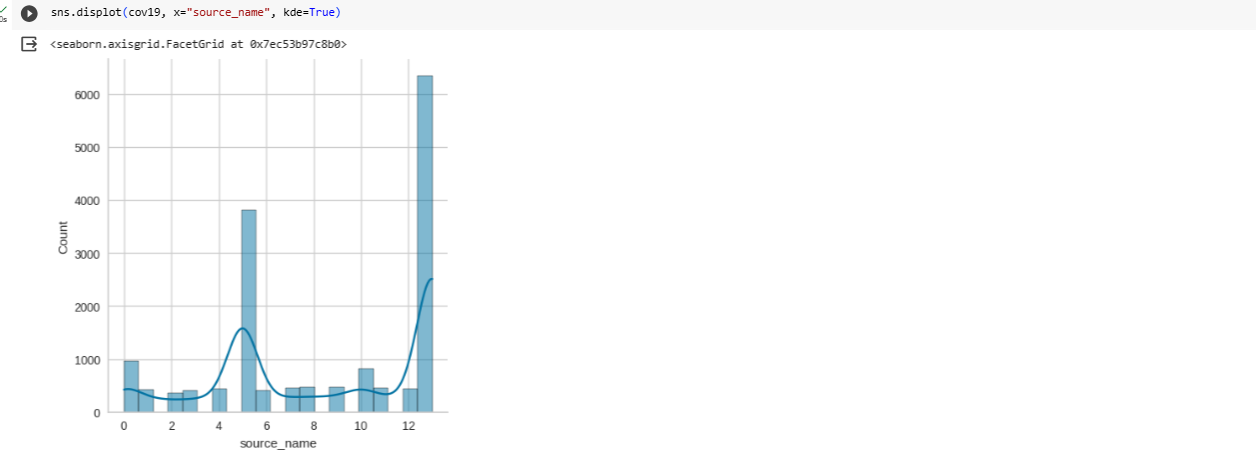 sns.displot(cov19, x="source_name", kde=True)
0s
<seaborn.axisgrid.FacetGrid at 0x7ec53b97c8b0>
6000
5000
4000
3000
2000
1000
0
Count
0 2 4 6 8 10 12
source_name